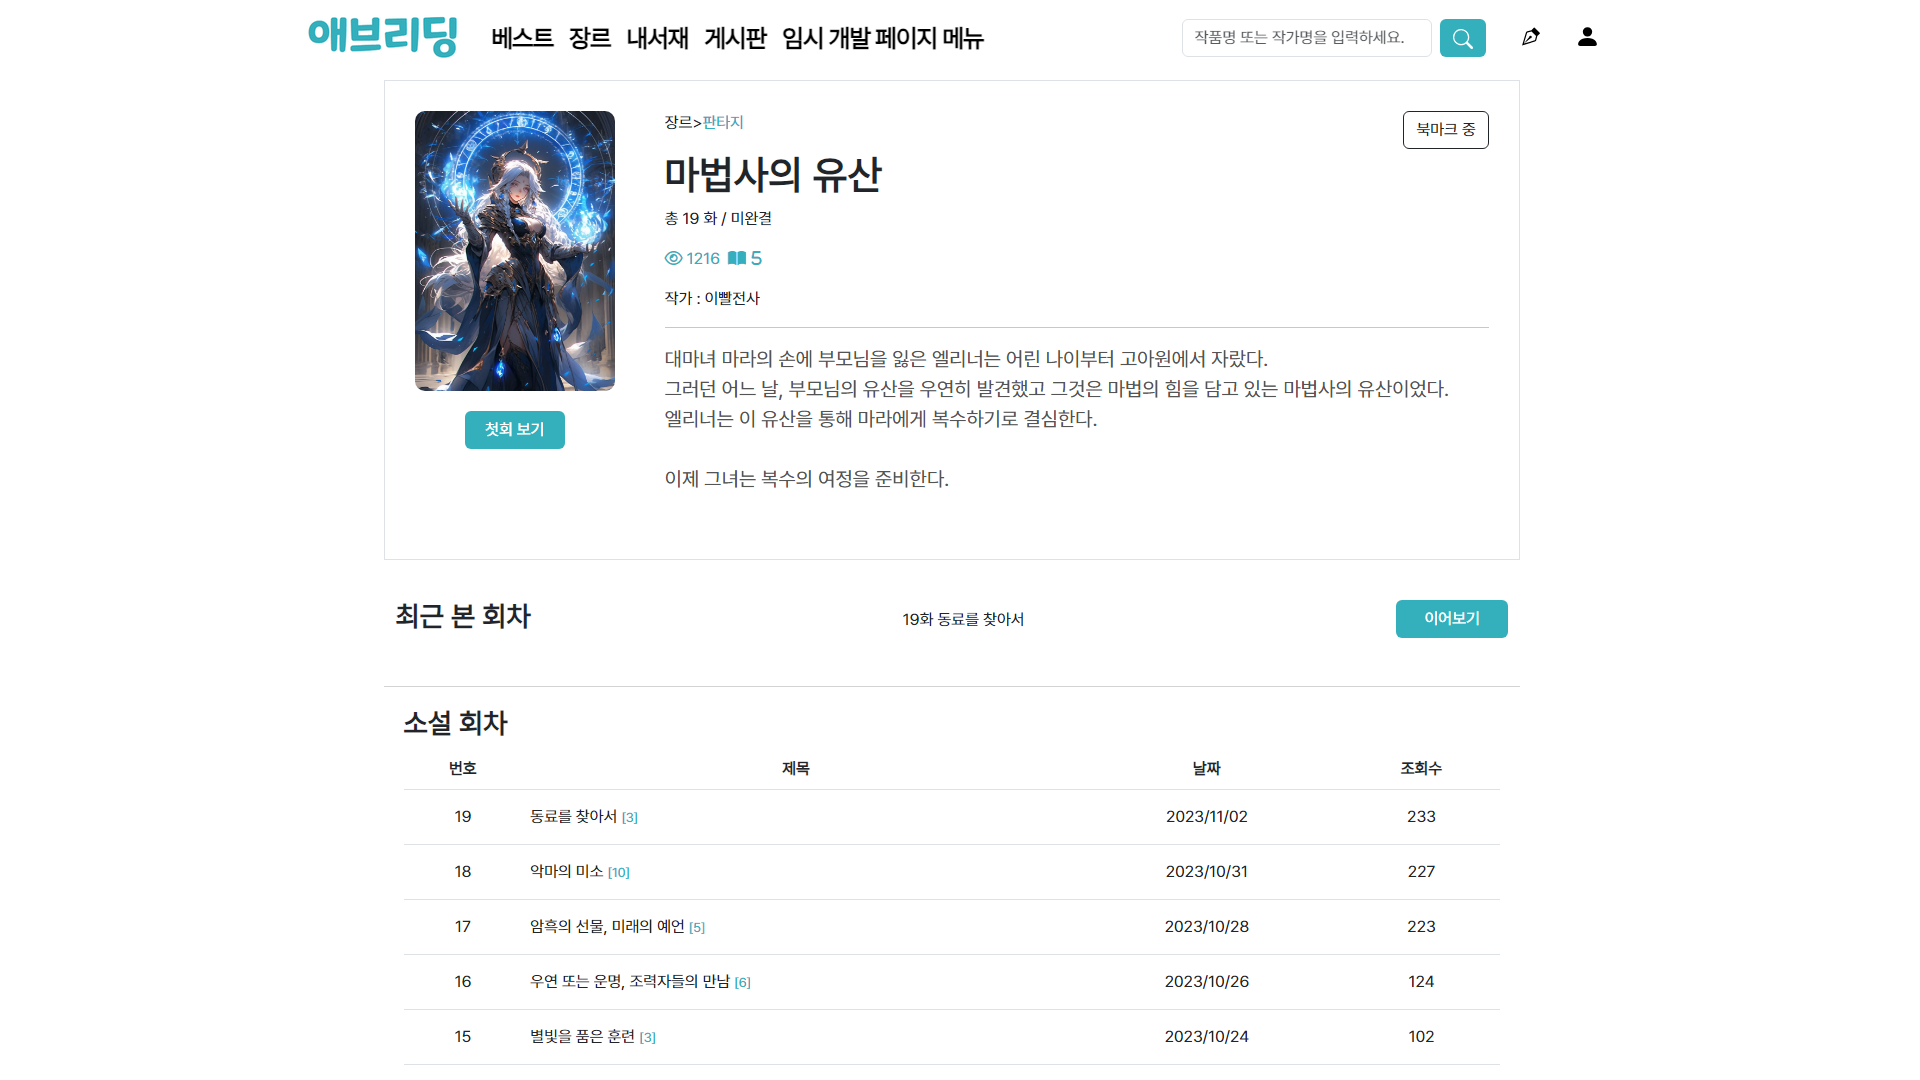 애브리딩 베스트 장르 내서재 게시판 임시 개발 페이지 메뉴 작품명 또는 작가명을 입력하세요.
장르>판타지 북마크 중
마법사의 유산
총 19 화 / 미완결
1216 5
작가 : 이빨전사
대마녀 마라의 손에 부모님을 잃은 엘리너는 어린 나이부터 고아원에서 자랐다.
그러던 어느 날, 부모님의 유산을 우연히 발견했고 그것은 마법의 힘을 담고 있는 마법사의 유산이었다.
엘리너는 이 유산을 통해 마라에게 복수하기로 결심한다.
이제 그녀는 복수의 여정을 준비한다.
첫회 보기
최근 본 회차 19화 동료를 찾아서 이어보기
소설 회차
번호 제목 날짜 조회수
19 동료를 찾아서 [3] 2023/11/02 233
18 악마의 미소 [10] 2023/10/31 227
17 암흑의 선물, 미래의 예언 [5] 2023/10/28 223
16 우연 또는 운명, 조력자들의 만남 [6] 2023/10/26 124
15 별빛을 품은 훈련 [3] 2023/10/24 102